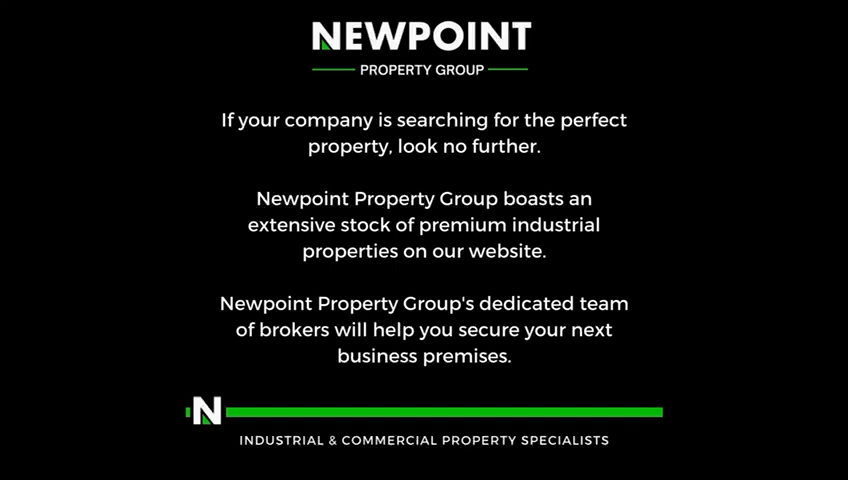 NEWPOINT
PROPERTY GROUP
If your company is searching for the perfect
property, look no further.
Newpoint Property Group boasts an
extensive stock of premium industrial
properties on our website.
Newpoint Property Group's dedicated team
of brokers will help you secure your next
business premises.
N
INDUSTRIAL & COMMERCIAL PROPERTY SPECIALISTS